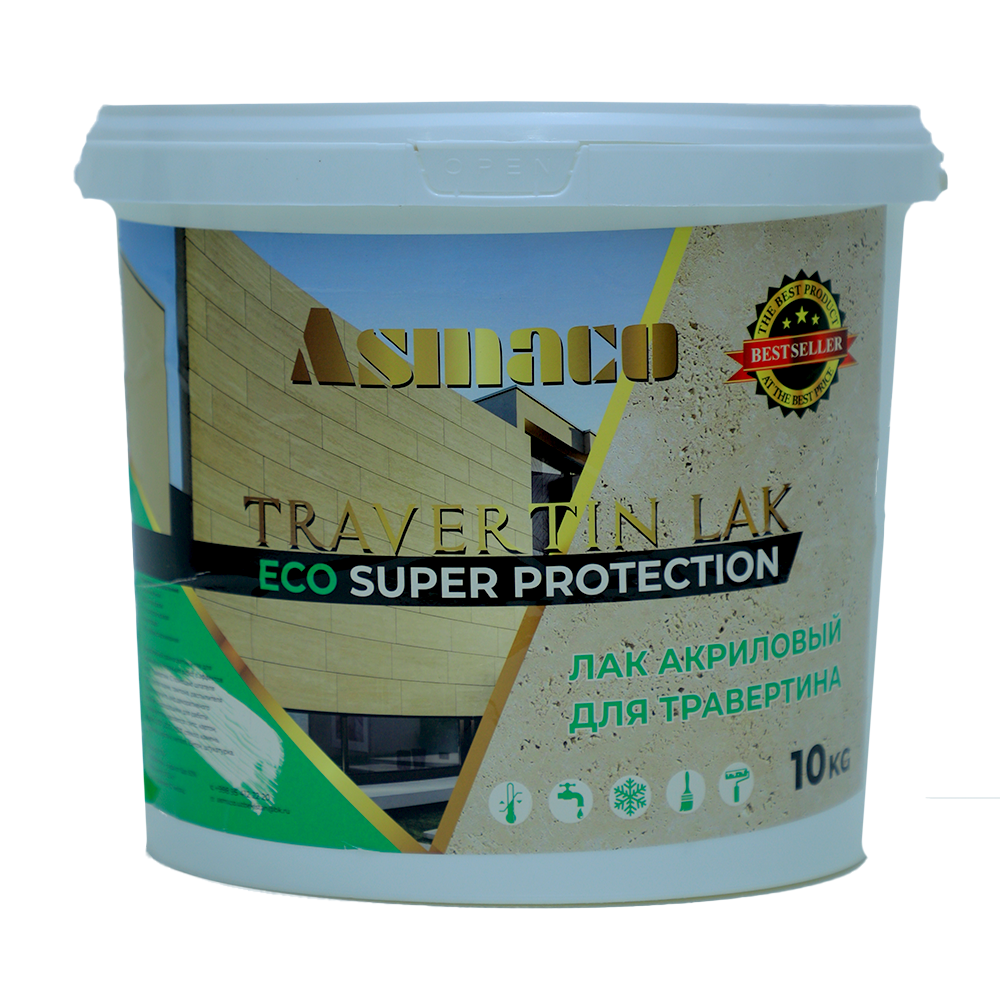 OPEN
Asmaco
THE BEST PRODUCT
BESTSELLER
AT THE BEST PRICE
TRAVERTIN LAK
ECO SUPER PROTECTION
ЛАК АКРИЛОВЫЙ
ДЛЯ ТРАВЕРТИНА
10KG